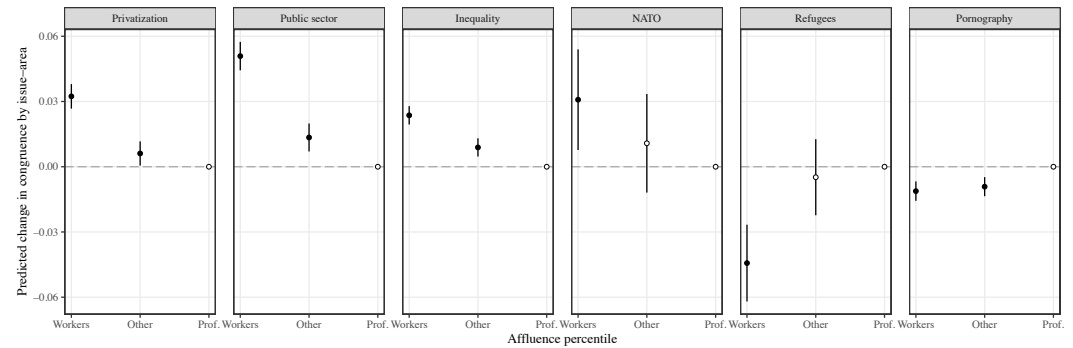 Privatization Public sector Inequality NATO Refugees Pornography
Predicted change in congruence by issue−area
0.06
0.03
0.00
−0.03
−0.06
Workers Other Prof. Workers Other Prof. Workers Other Prof. Workers Other Prof. Workers Other Prof. Workers Other Prof.
Affluence percentile